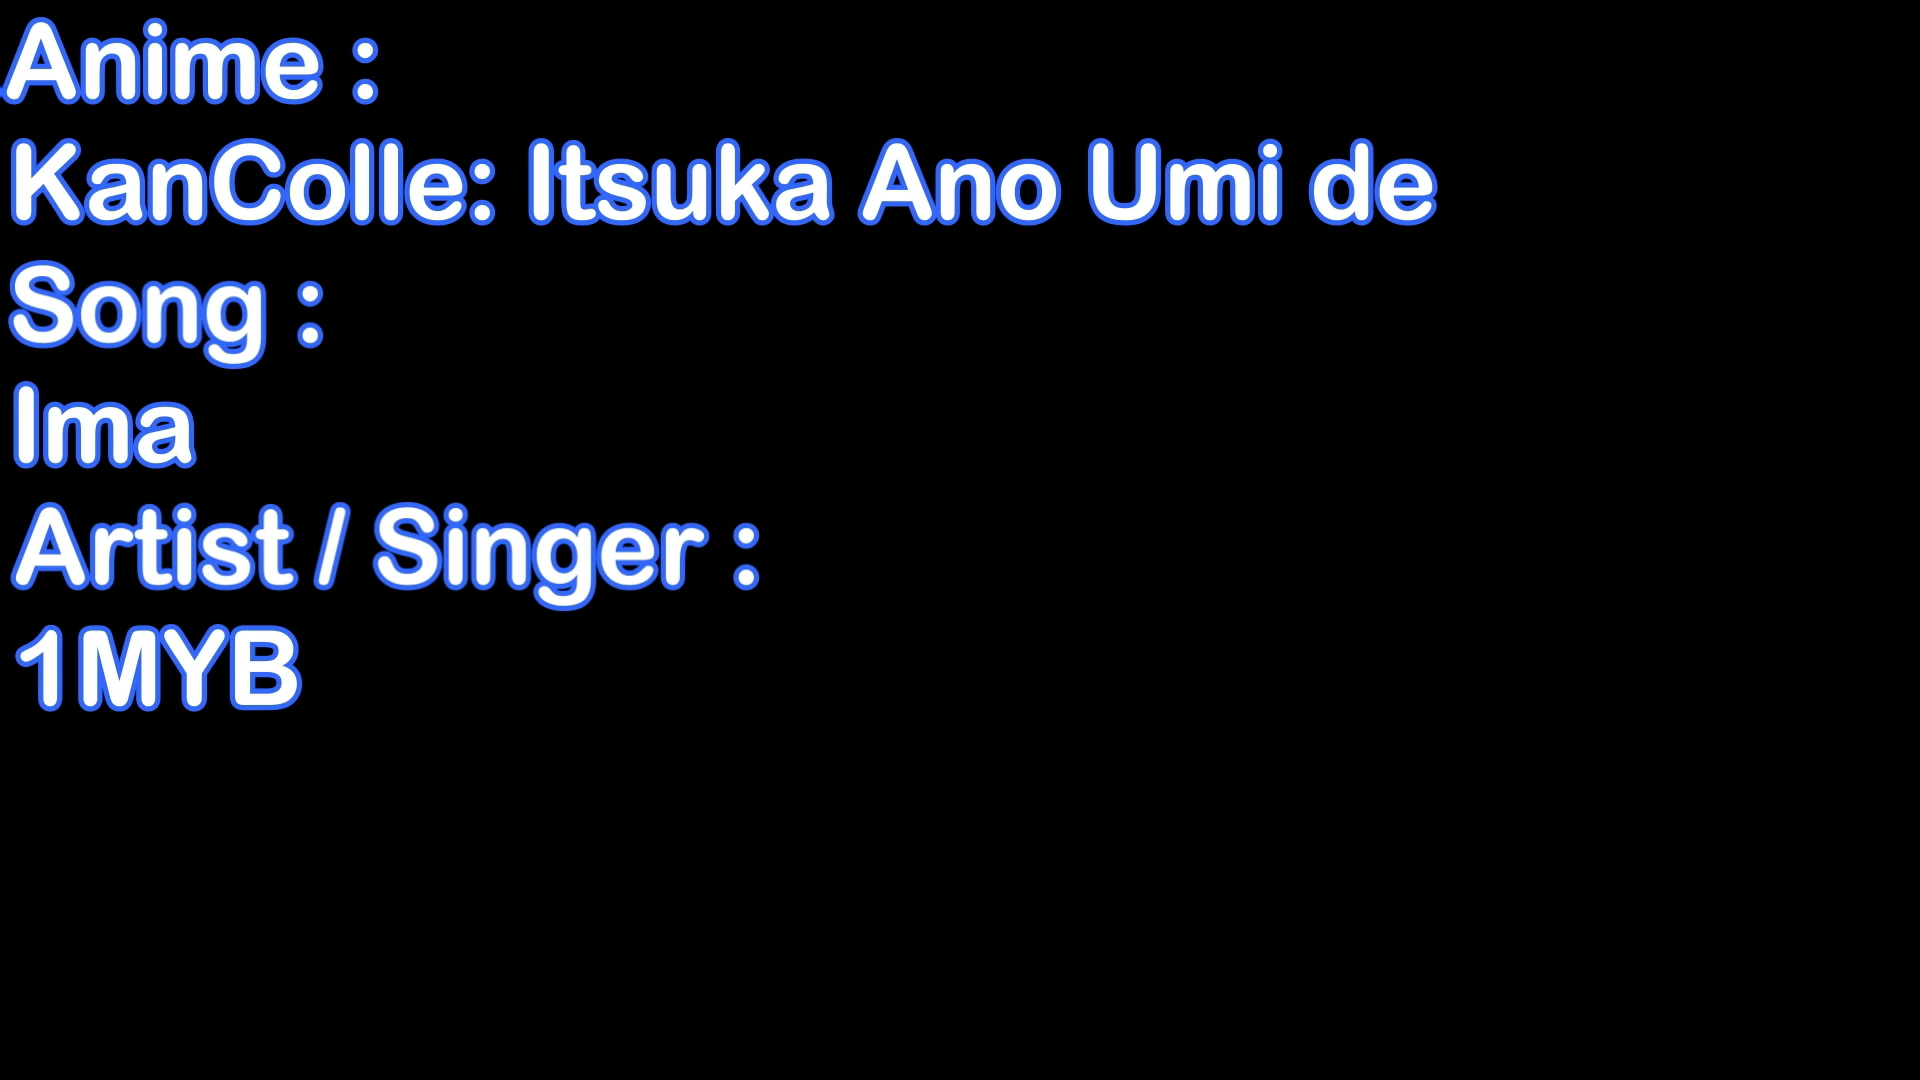 Anime :
KanColle: Itsuka Ano Umi de
Song :
Ima
Artist / Singer :
1MYB